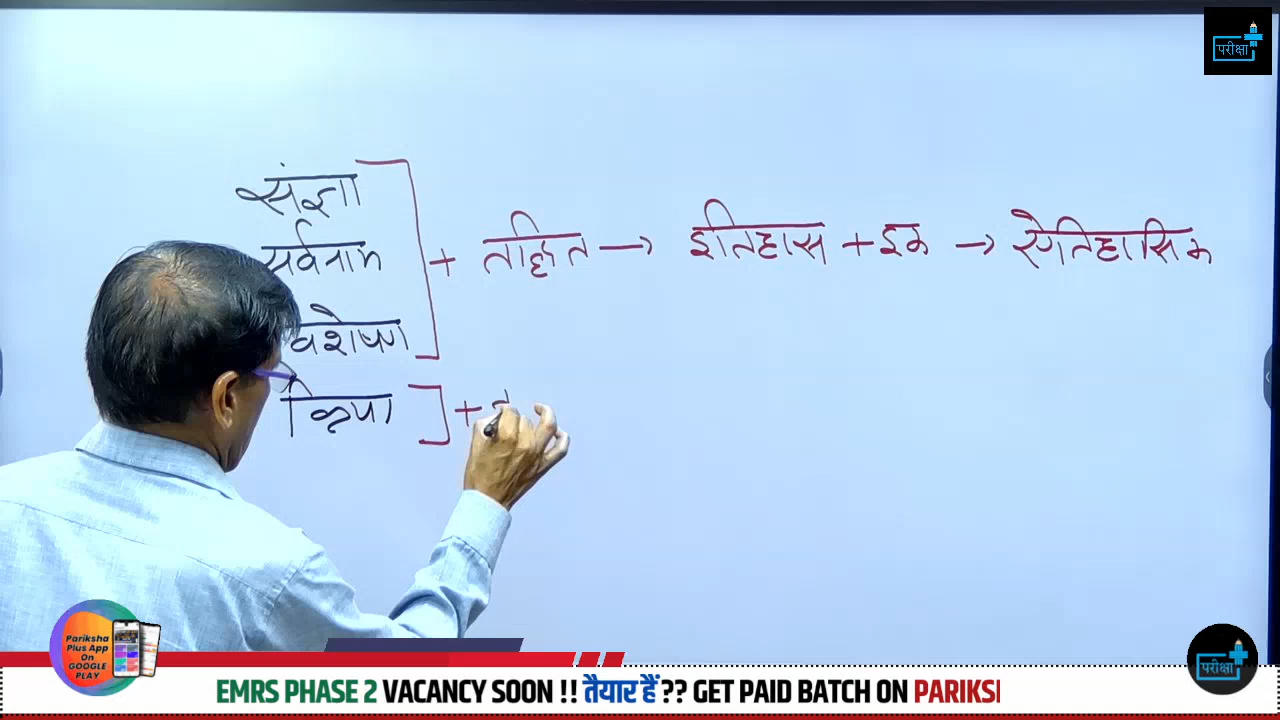 परीक्षा
संज्ञा
सर्वनाम ] + तद्धित → इतिहास + इक → ऐतिहासिक
विशेषण
क्रिया ] +
Pariksha
Plus App
On
GOOGLE
PLAY
परीक्षा
EMRS PHASE 2 VACANCY SOON !! तैयार हैं ?? GET PAID BATCH ON PARIKS